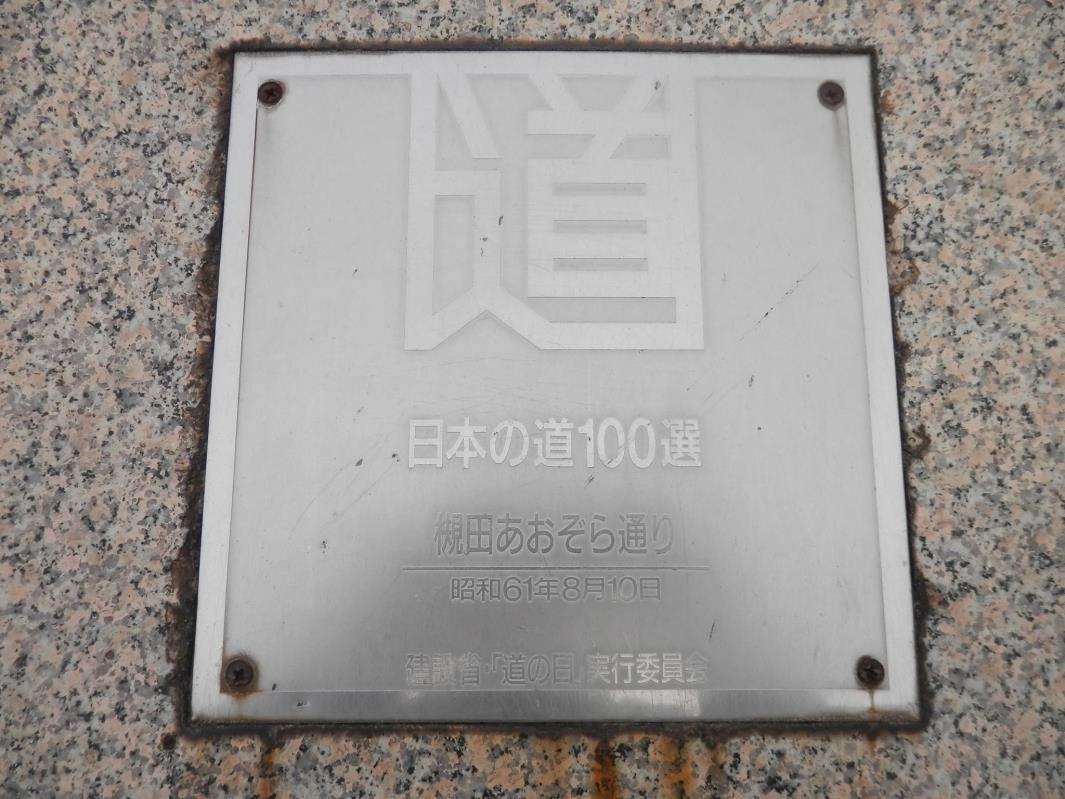 道
日本の道100選
槻田あおぞら通り
昭和61年8月10日
建設省・「道の日」実行委員会